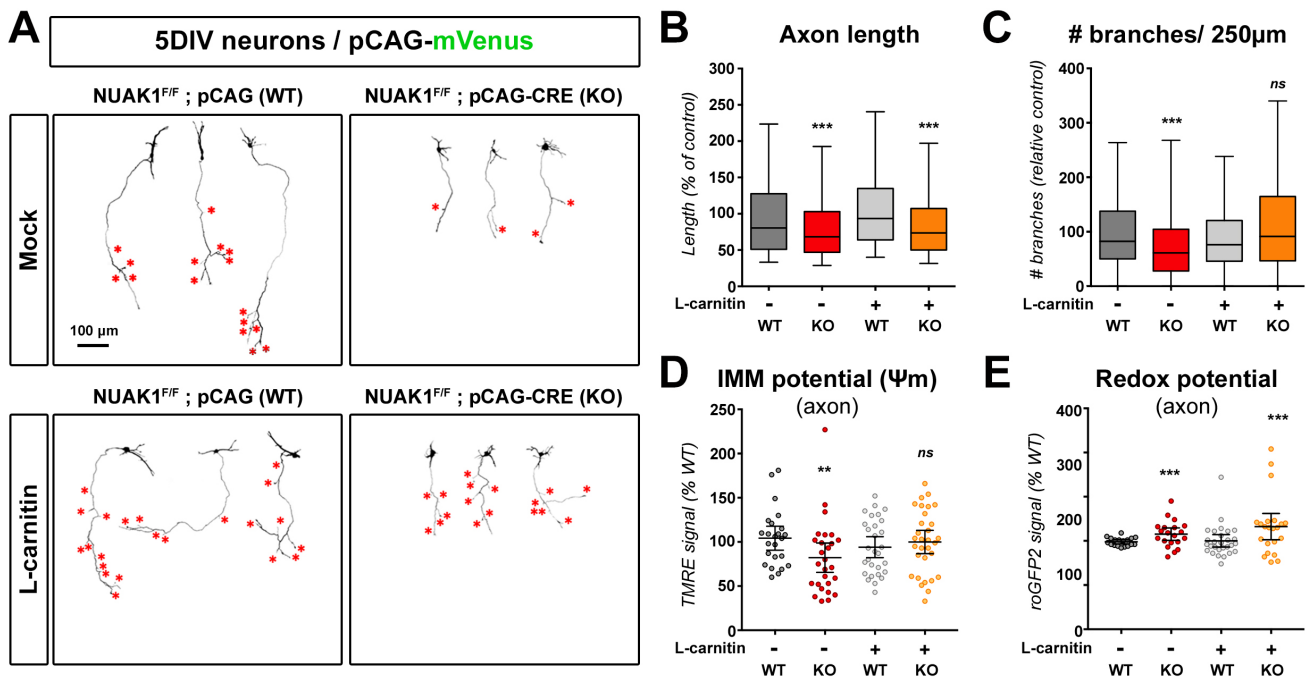 A
5DIV neurons / pCAG-mVenus
NUAK1F/F ; pCAG (WT)
NUAK1F/F ; pCAG-CRE (KO)
Mock
100 µm
NUAK1F/F ; pCAG (WT)
NUAK1F/F ; pCAG-CRE (KO)
L-carnitin
B
Axon length
Length (% of control)
300
250
200
150
100
50
0
***
***
L-carnitin - - + +
WT KO WT KO
C
# branches/ 250µm
# branches (relative control)
400
300
200
100
0
***
ns
- - + +
WT KO WT KO
D
IMM potential (Ψm)
(axon)
TMRE signal (% WT)
250
200
150
100
50
0
**
ns
L-carnitin - - + +
WT KO WT KO
E
Redox potential
(axon)
roGFP2 signal (% WT)
400
300
200
100
0
***
***
L-carnitin - - + +
WT KO WT KO